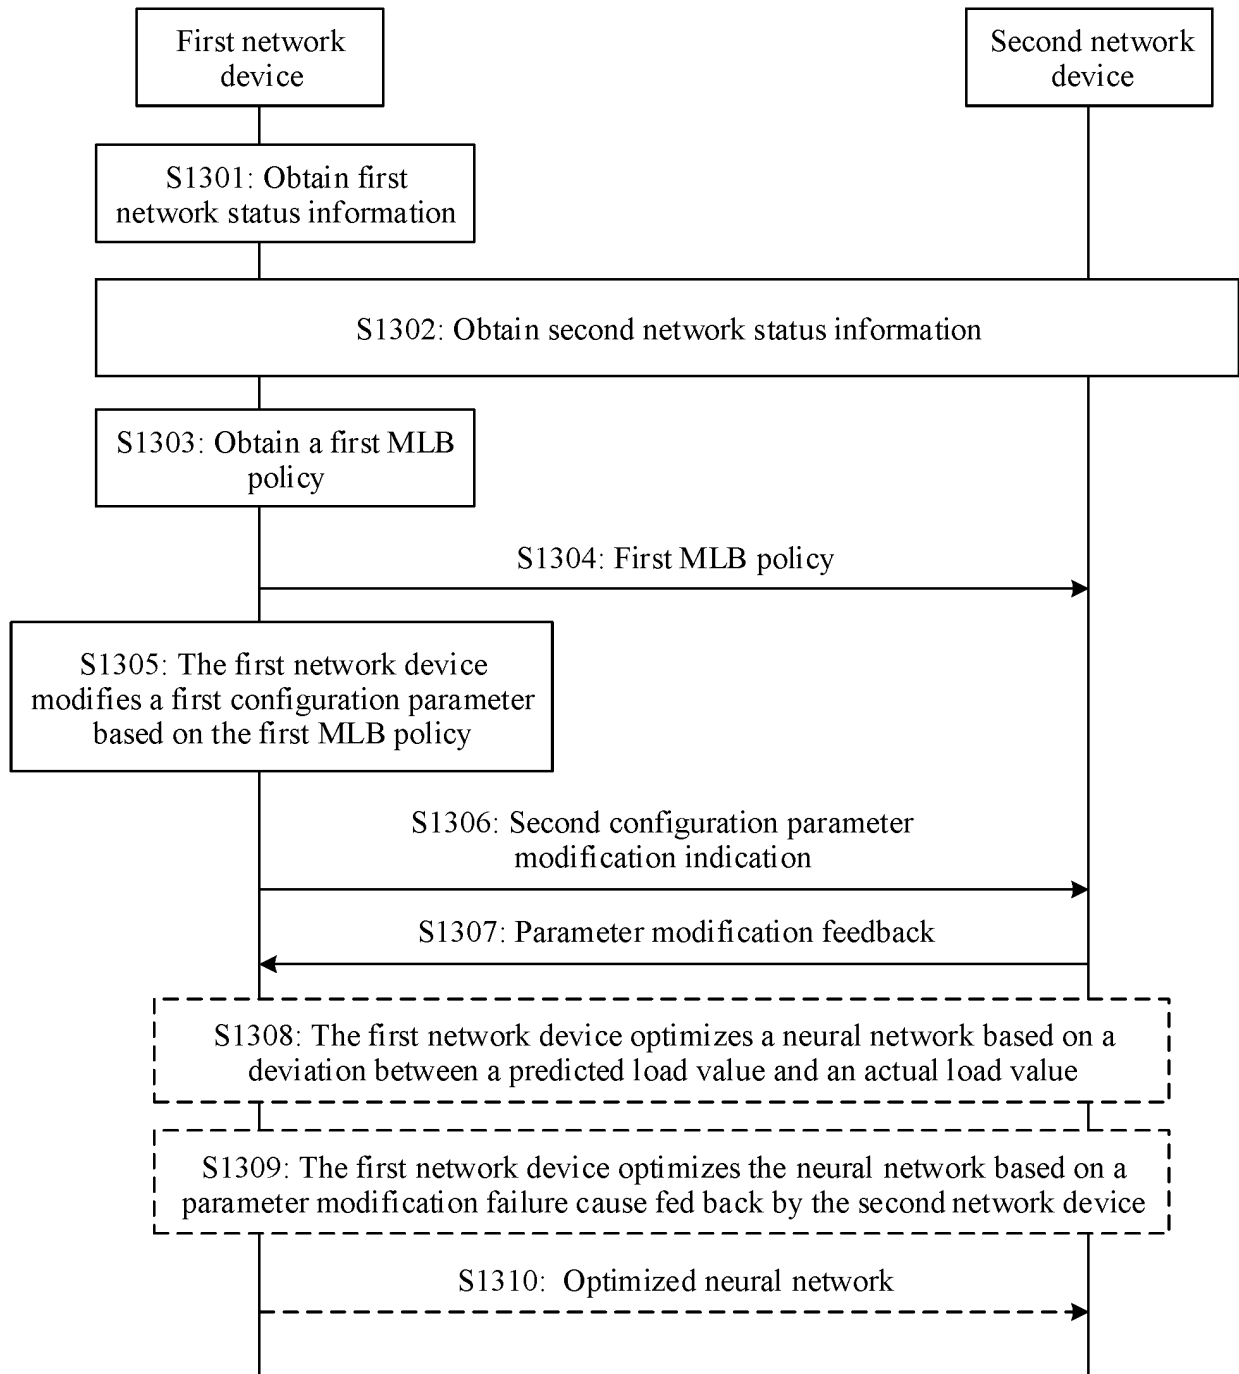 First network
device
Second network
device
S1301: Obtain first
network status information
S1302: Obtain second network status information
S1303: Obtain a first MLB
policy
S1304: First MLB policy
S1305: The first network device
modifies a first configuration parameter
based on the first MLB policy
S1306: Second configuration parameter
modification indication
S1307: Parameter modification feedback
S1308: The first network device optimizes a neural network based on a
deviation between a predicted load value and an actual load value
S1309: The first network device optimizes the neural network based on a
parameter modification failure cause fed back by the second network device
S1310: Optimized neural network